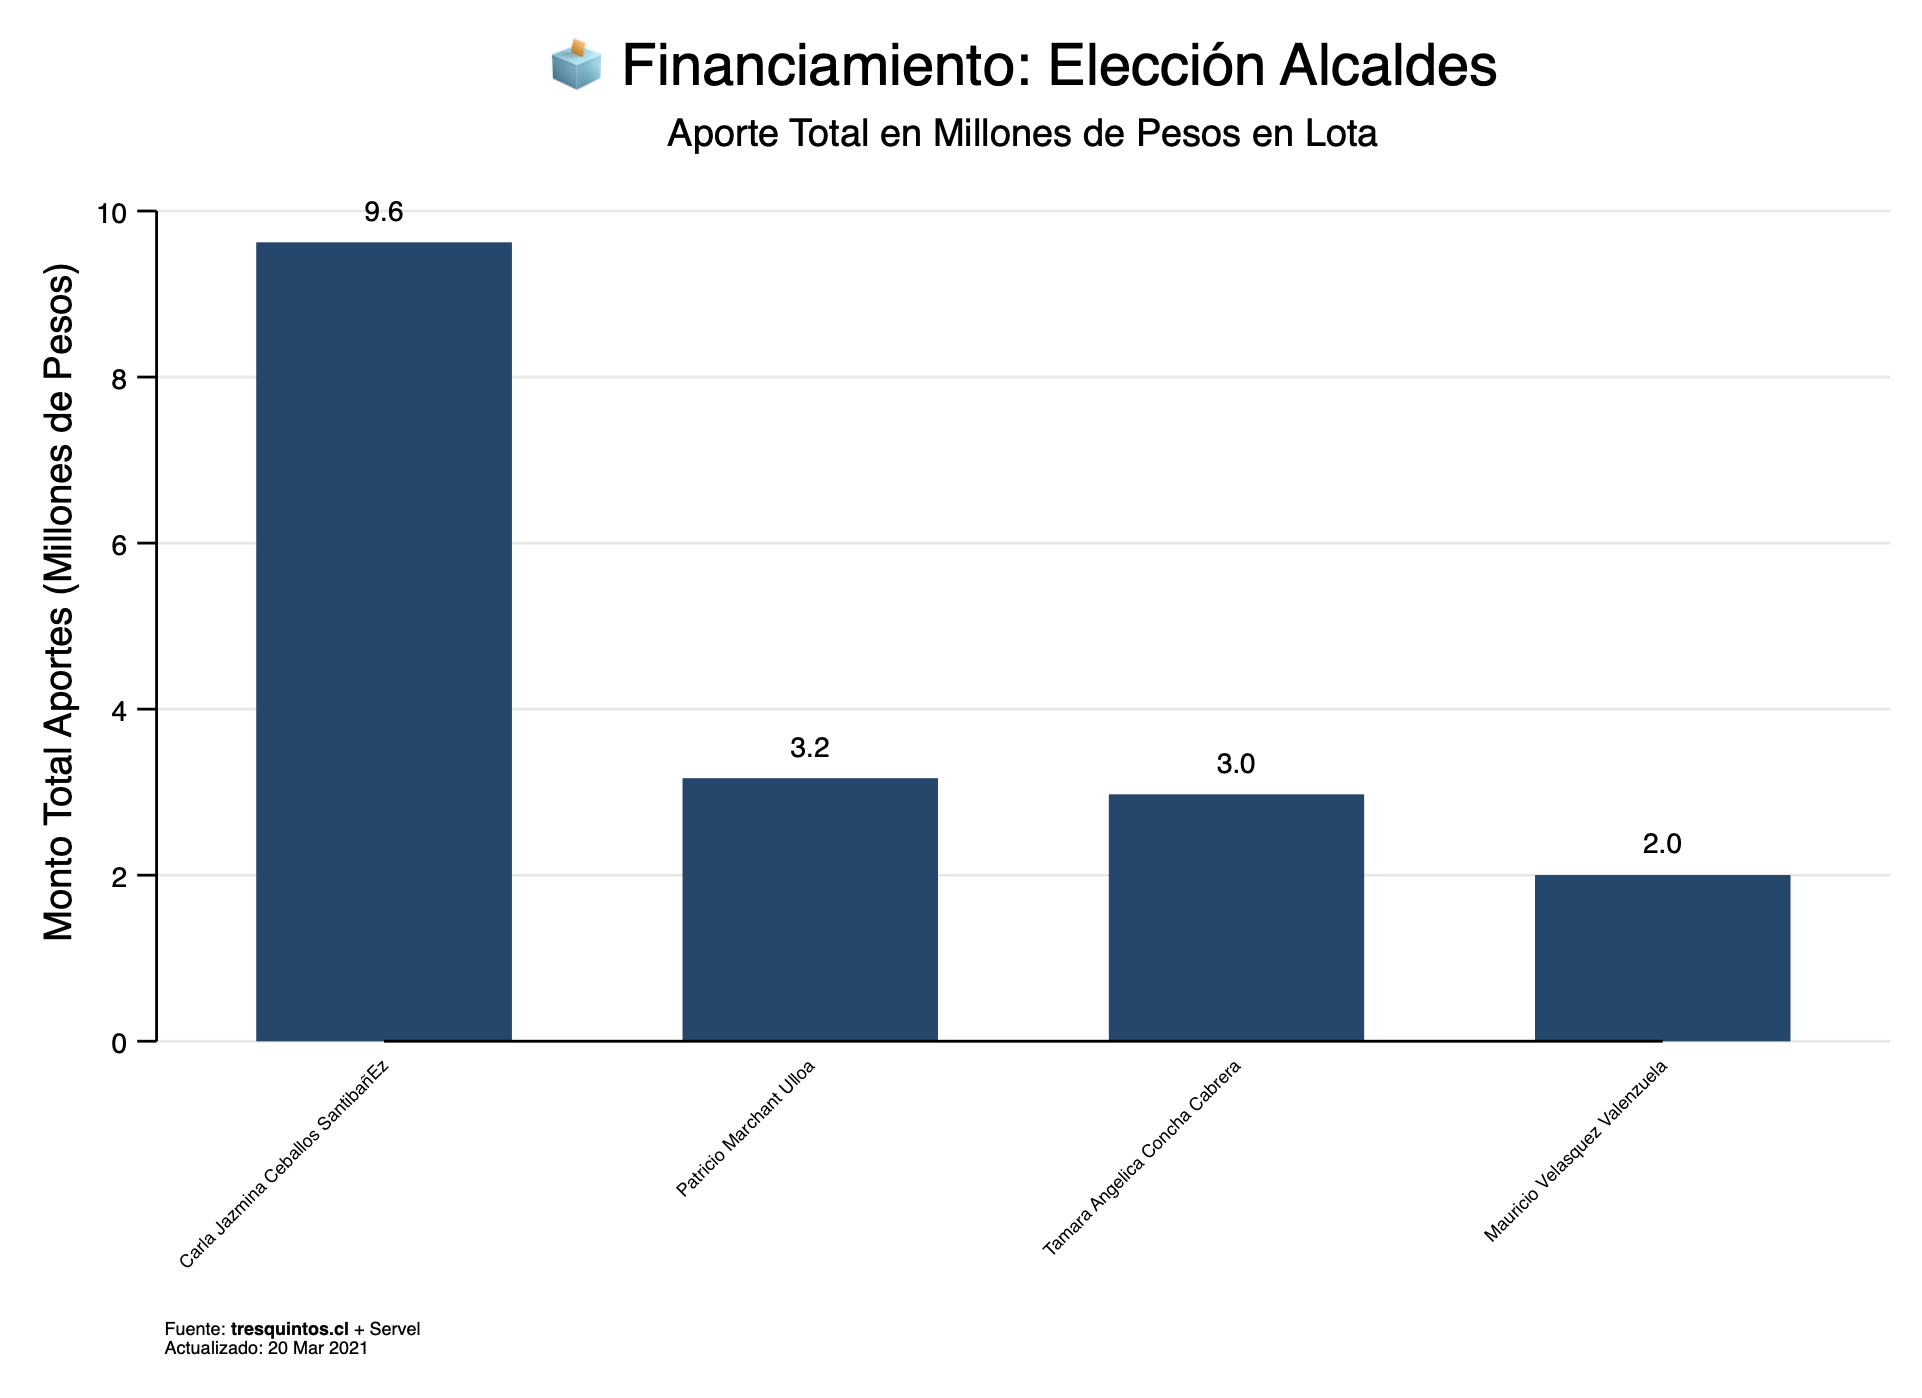 Financiamiento: Elección Alcaldes
Aporte Total en Millones de Pesos en Lota
Monto Total Aportes (Millones de Pesos)
10
8
6
4
2
0
9.6
3.2
3.0
2.0
Carla Jazmina Ceballos SantibañEz
Patricio Marchant Ulloa
Tamara Angelica Concha Cabrera
Mauricio Velasquez Valenzuela
Fuente: tresquintos.cl + Servel
Actualizado: 20 Mar 2021